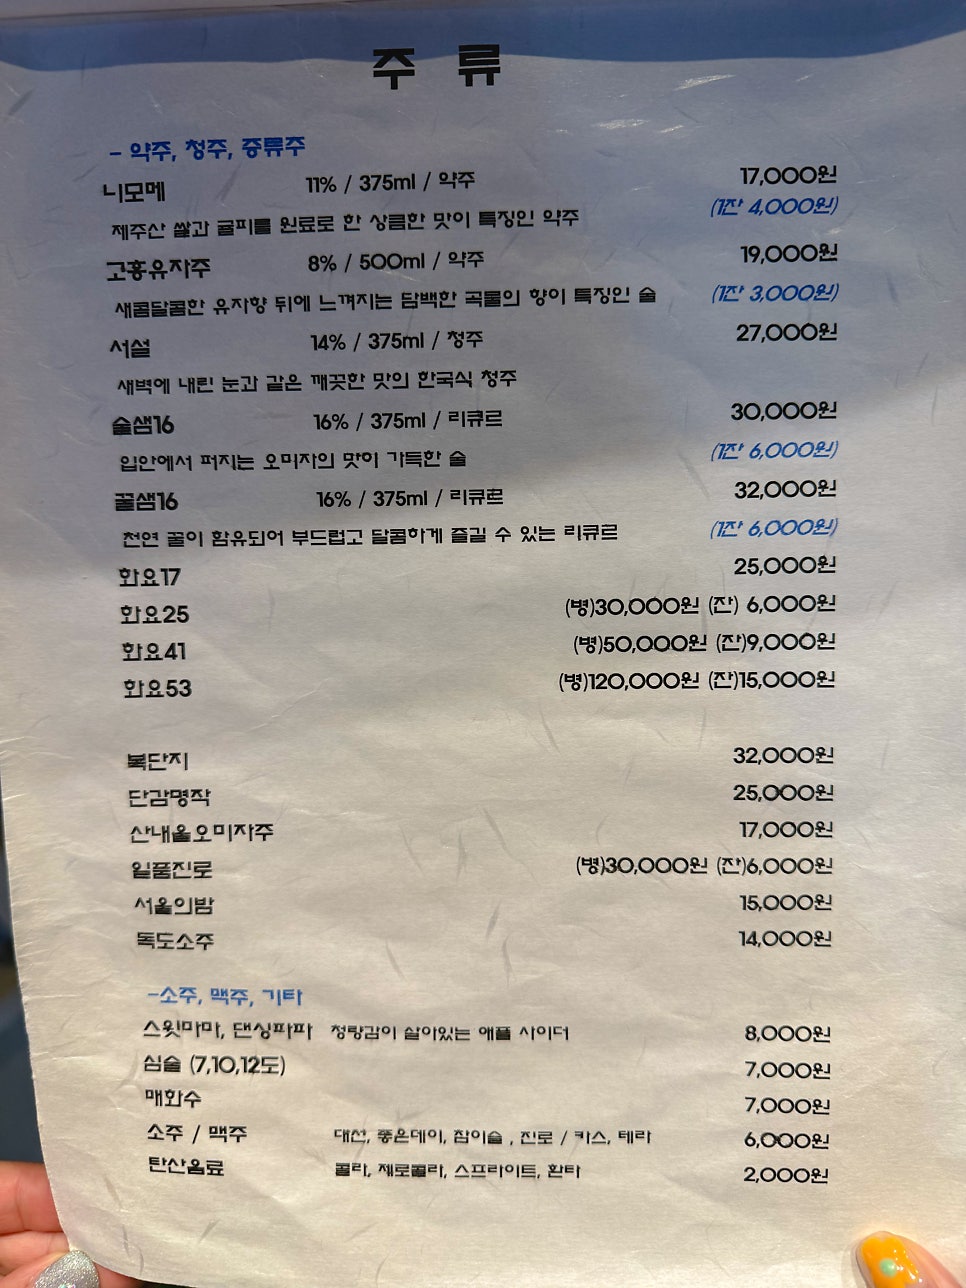 주 류
- 약주, 청주, 증류주
니모메 11% / 375ml / 약주 17,000원
(1잔 4,000원)
제주산 쌀과 귤피를 원료로 한 상큼한 맛이 특징인 약주
고흥유자주 8% / 500ml / 약주 19,000원
새콤달콤한 유자향 뒤에 느껴지는 담백한 곡물의 향이 특징인 술 (1잔 3,000원)
서설 14% / 375ml / 청주 27,000원
새벽에 내린 눈과 같은 깨끗한 맛의 한국식 청주
술샘16 16% / 375ml / 리큐르 30,000원
입안에서 퍼지는 오미자의 맛이 가득한 술 (1잔 6,000원)
꿀샘16 16% / 375ml / 리큐르 32,000원
천연 꿀이 함유되어 부드럽고 달콤하게 즐길 수 있는 리큐르 (1잔 6,000원)
화요17 25,000원
화요25 (병)30,000원 (잔) 6,000원
화요41 (병)50,000원 (잔)9,000원
화요53 (병)120,000원 (잔)15,000원
복단지 32,000원
단감명작 25,000원
산내울오미자주 17,000원
일품진로 (병)30,000원 (잔)6,000원
서울의밤 15,000원
독도소주 14,000원
-소주, 맥주, 기타
스윗마마, 댄싱파파 청량감이 살아있는 애플 사이더 8,000원
심술 (7,10,12도) 7,000원
매화수 7,000원
소주 / 맥주 대선, 좋은데이, 참이슬 , 진로 / 카스, 테라 6,000원
탄산음료 콜라, 제로콜라, 스프라이트, 환타 2,000원